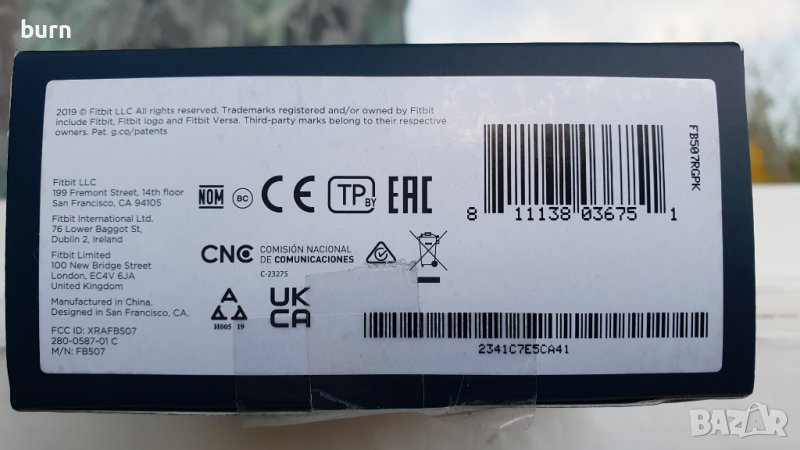 burn
2019 © Fitbit LLC All rights reserved. Trademarks registered and/or owned by Fitbit
include Fitbit, Fitbit logo and Fitbit Versa. Third-party marks belong to their respective
owners. Pat. g.co/patents
Fitbit LLC
199 Fremont Street, 14th floor
San Francisco, CA 94105
Fitbit International Ltd.
76 Lower Baggot St,
Dublin 2, Ireland
Fitbit Limited
100 New Bridge Street
London, EC4V 6JA
United Kingdom
Manufactured in China.
Designed in San Francisco, CA.
FCC ID: XRAFB507
280-0587-01 C
M/N: FB507
NOM BC CE TP BY EAC
CNC COMISIÓN NACIONAL
DE COMUNICACIONES
C-23275
И005 19
UK
CA
8 11138 03675 1
FB507RGPK
2341C7E5CA41
BAZAR